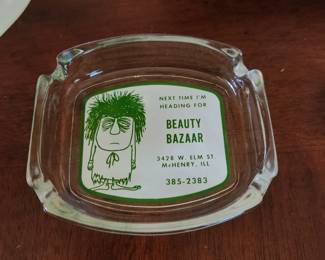 NEXT TIME I'M
HEADING FOR
BEAUTY
BAZAAR
3428 W. ELM ST
McHENRY, ILL.
385-2383